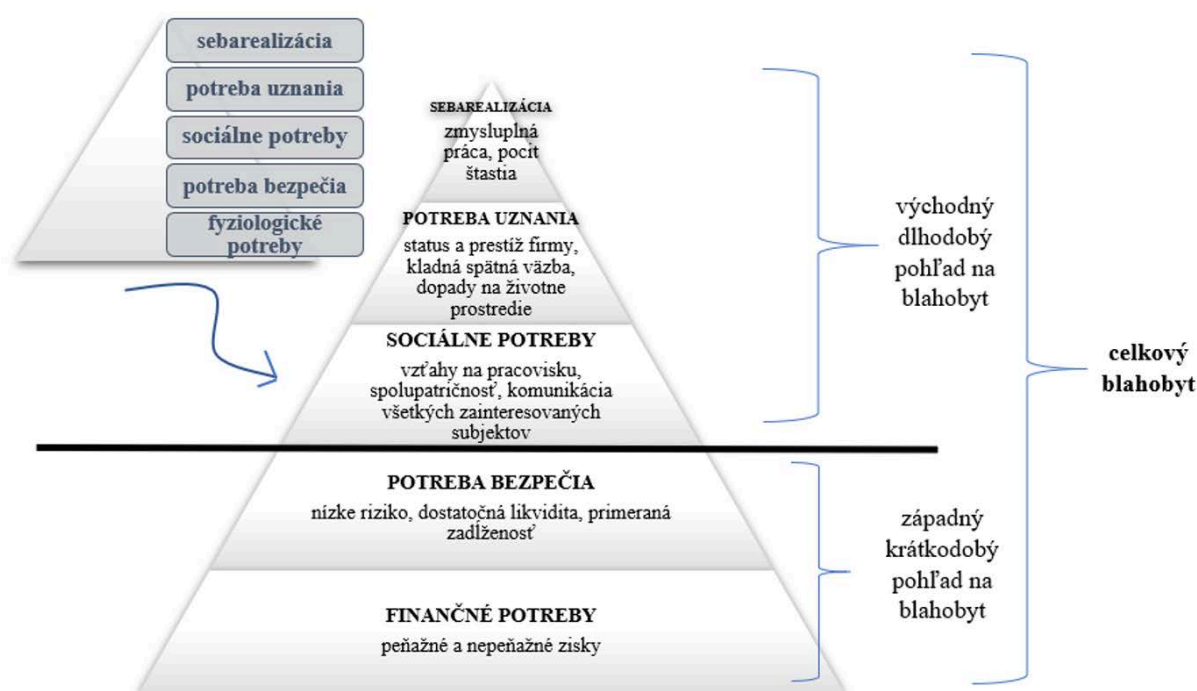 sebarealizácia
potreba uznania
sociálne potreby
potreba bezpečia
fyziologické
potreby
SEBAREALIZÁCIA
zmysluplná
práca, pocit
štastia
POTREBA UZNANIA
status a prestíž firmy,
kladná spätná väzba,
dopady na životne
prostredie
SOCIÁLNE POTREBY
vzťahy na pracovisku,
spolupatričnosť, komunikácia
všetkých zainteresovaných
subjektov
POTREBA BEZPEČIA
nízke riziko, dostatočná likvidita, primeraná
zadĺženosť
FINANČNÉ POTREBY
peňažné a nepeňažné zisky
východný
dlhodobý
pohľad na
blahobyt
západný
krátkodobý
pohľad na
blahobyt
celkový
blahobyt